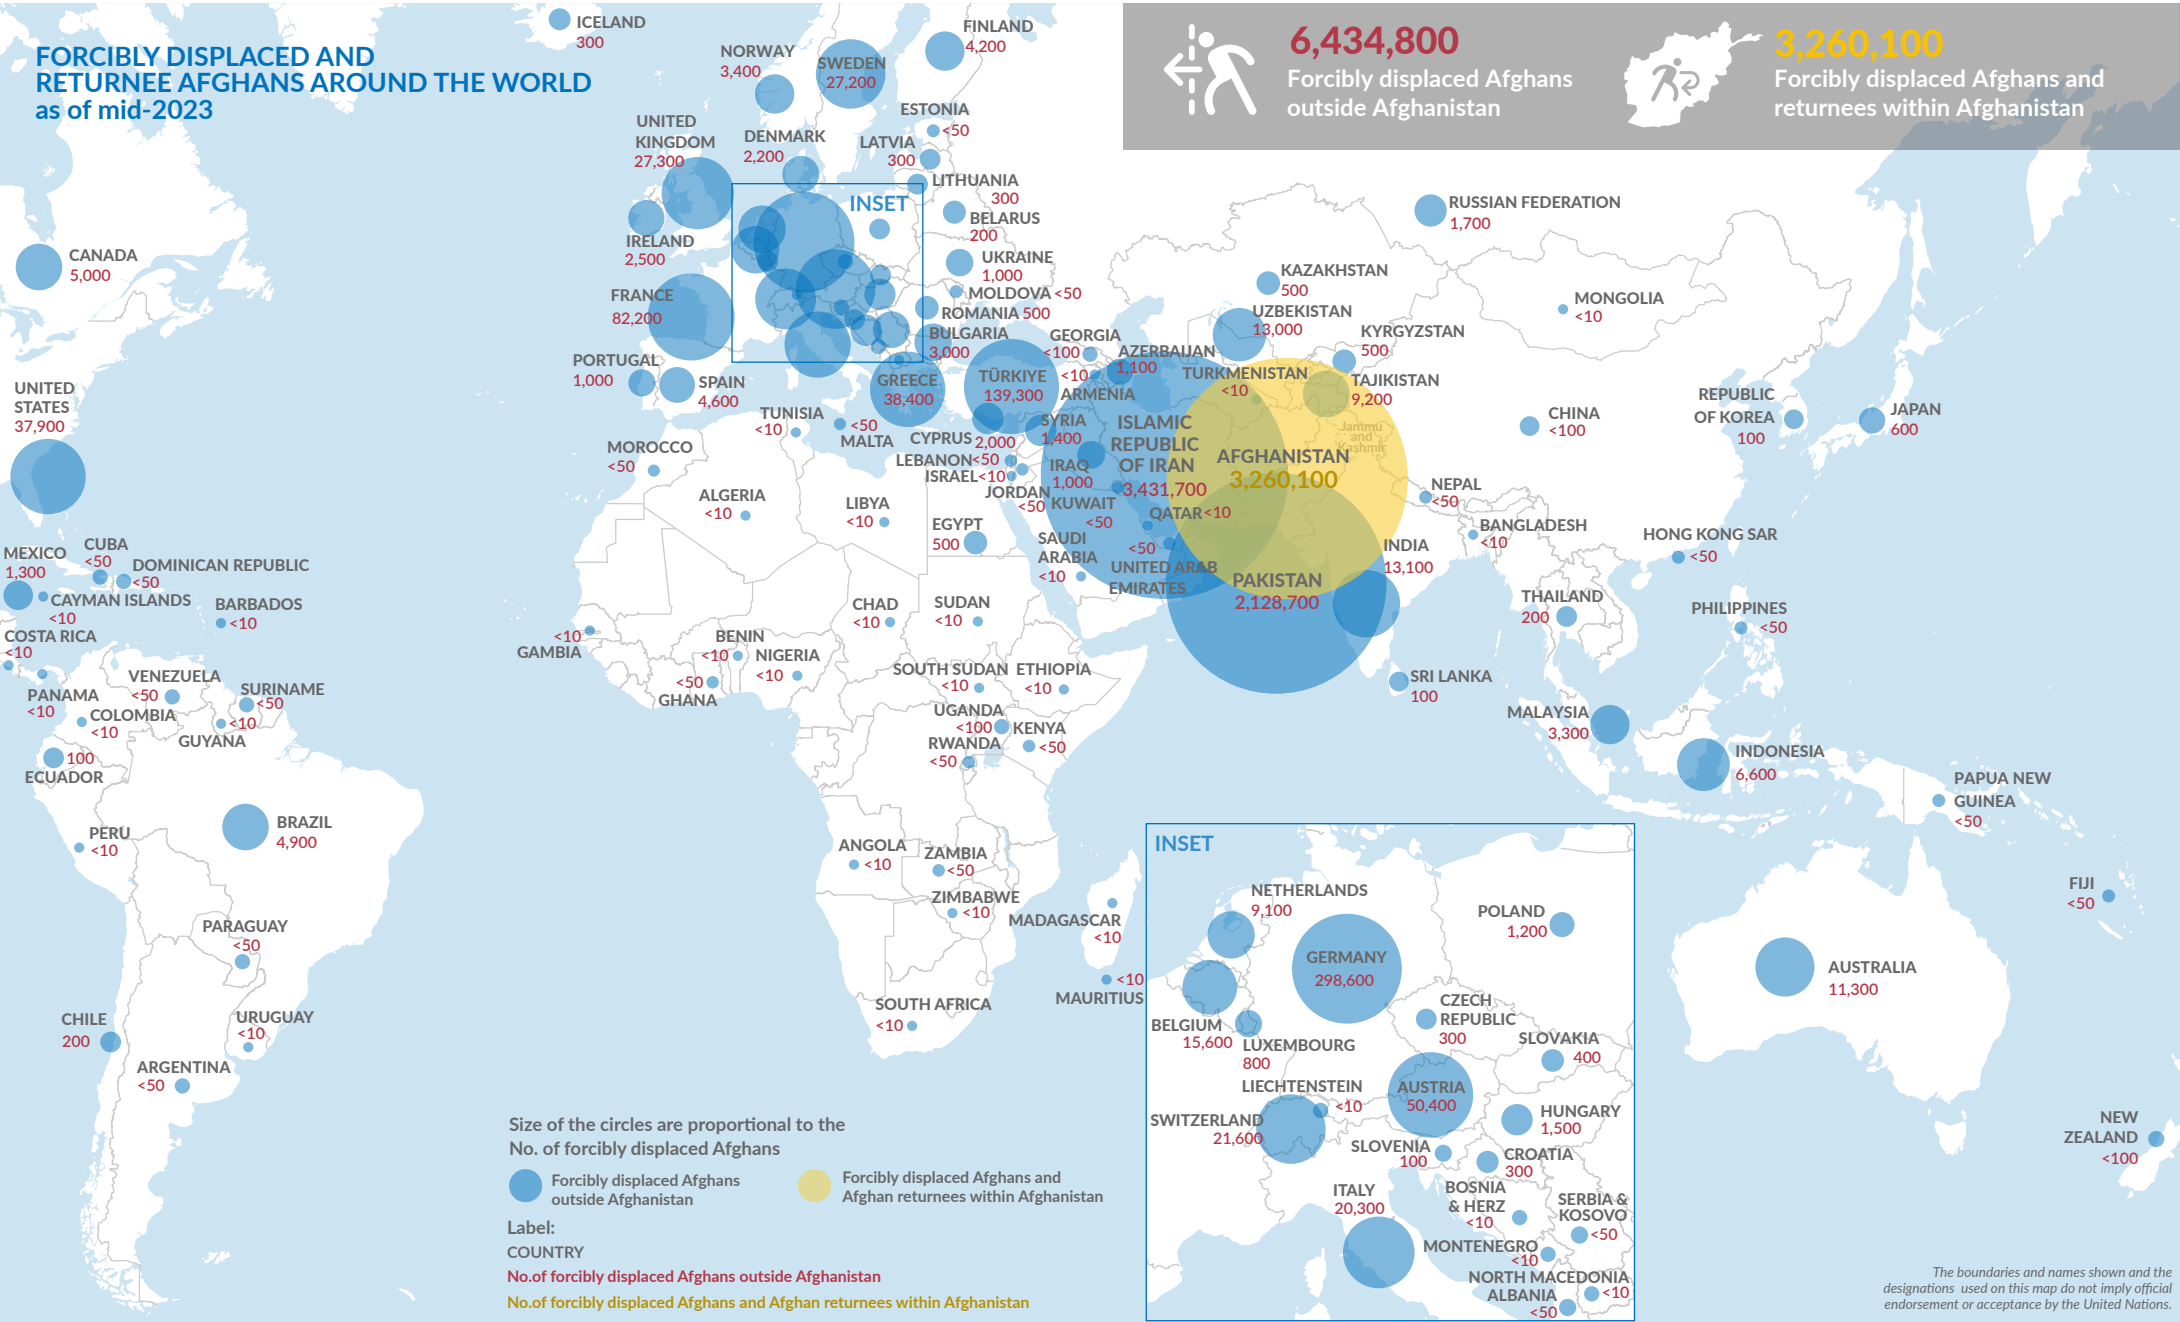 FORCIBLY DISPLACED AND
RETURNEE AFGHANS AROUND THE WORLD
as of mid-2023
6,434,800
Forcibly displaced Afghans
outside Afghanistan
3,260,100
Forcibly displaced Afghans and
returnees within Afghanistan
ICELAND
300
NORWAY
3,400
SWEDEN
27,200
FINLAND
4,200
ESTONIA
<50
LATVIA
300
LITHUANIA
300
BELARUS
200
UKRAINE
1,000
MOLDOVA <50
ROMANIA 500
BULGARIA
3,000
UNITED
KINGDOM
27,300
DENMARK
2,200
INSET
IRELAND
2,500
FRANCE
82,200
PORTUGAL
1,000
SPAIN
4,600
GREECE
38,400
TÜRKIYE
139,300
GEORGIA
<100
AZERBAIJAN
1,100
<10
ARMENIA
CANADA
5,000
UNITED
STATES
37,900
MEXICO
1,300
CUBA
<50
DOMINICAN REPUBLIC
<50
CAYMAN ISLANDS
<10
BARBADOS
<10
COSTA RICA
<10
PANAMA
<10
VENEZUELA
<50
SURINAME
<50
COLOMBIA
<10
<10
GUYANA
100
ECUADOR
BRAZIL
4,900
PERU
<10
PARAGUAY
<50
CHILE
200
URUGUAY
<10
ARGENTINA
<50
TUNISIA
<10
<50
MALTA
MOROCCO
<50
ALGERIA
<10
LIBYA
<10
EGYPT
500
CYPRUS 2,000
LEBANON <50
ISRAEL <10
JORDAN
<50
SYRIA
1,400
IRAQ
1,000
KUWAIT
<50
QATAR <10
SAUDI
ARABIA
<10
<50
UNITED ARAB
EMIRATES
ISLAMIC
REPUBLIC
OF IRAN
3,431,700
TURKMENISTAN
<10
AFGHANISTAN
3,260,100
PAKISTAN
2,128,700
Jammu
and
Kashmir
RUSSIAN FEDERATION
1,700
KAZAKHSTAN
500
UZBEKISTAN
13,000
KYRGYZSTAN
500
TAJIKISTAN
9,200
MONGOLIA
<10
CHINA
<100
REPUBLIC
OF KOREA
100
JAPAN
600
NEPAL
<50
BANGLADESH
<10
INDIA
13,100
HONG KONG SAR
<50
THAILAND
200
PHILIPPINES
<50
SRI LANKA
100
MALAYSIA
3,300
INDONESIA
6,600
PAPUA NEW
GUINEA
<50
FIJI
<50
AUSTRALIA
11,300
NEW
ZEALAND
<100
<10
GAMBIA
BENIN
<10
NIGERIA
<10
<50
GHANA
CHAD
<10
SUDAN
<10
SOUTH SUDAN
<10
ETHIOPIA
<10
UGANDA
<100
KENYA
<50
RWANDA
<50
ANGOLA
<10
ZAMBIA
<50
ZIMBABWE
<10
MADAGASCAR
<10
<10
MAURITIUS
SOUTH AFRICA
<10
INSET
NETHERLANDS
9,100
GERMANY
298,600
POLAND
1,200
BELGIUM
15,600
LUXEMBOURG
800
CZECH
REPUBLIC
300
SLOVAKIA
400
LIECHTENSTEIN
<10
AUSTRIA
50,400
SWITZERLAND
21,600
HUNGARY
1,500
SLOVENIA
100
CROATIA
300
ITALY
20,300
BOSNIA
& HERZ
<10
SERBIA &
KOSOVO
<50
MONTENEGRO
<10
NORTH MACEDONIA
<10
ALBANIA
<50
Size of the circles are proportional to the
No. of forcibly displaced Afghans
Forcibly displaced Afghans
outside Afghanistan
Forcibly displaced Afghans and
Afghan returnees within Afghanistan
Label:
COUNTRY
No.of forcibly displaced Afghans outside Afghanistan
No.of forcibly displaced Afghans and Afghan returnees within Afghanistan
The boundaries and names shown and the
designations used on this map do not imply official
endorsement or acceptance by the United Nations.